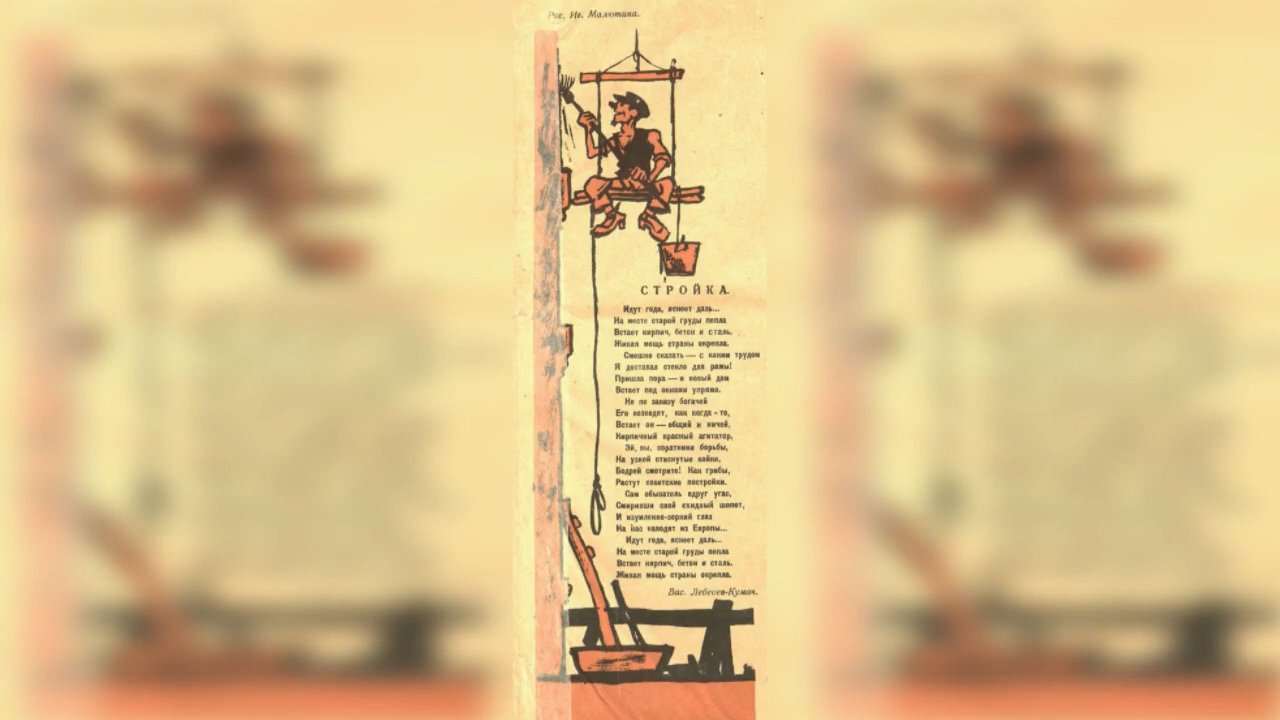 Рис. Ив. Малютина.
СТРОЙКА.
Идут года, яснеет даль...
На месте старой груды пепла
Встает кирпич, бетон и сталь.
Живая мощь страны окрепла.
Смешно сказать — с каким трудом
Я доставал стекло для рамы!
Пришла пора — и новый дом
Встает под окнами упрямо.
Не по заказу богачей
Его возводят, как когда-то,
Встает он — общий и ничей,
Кирпичный красный агитатор,
Эй, вы, соратники борьбы,
На узкой стиснутые койке,
Бодрей смотрите! Как грибы,
Растут советские постройки.
Сам обыватель вдруг угас,
Смиривши свой ехидный шопот,
И изумленно-зоркий глаз
На нас наводят из Европы...
Идут года, яснеет даль...
На месте старой груды пепла
Встает кирпич, бетон и сталь.
Живая мощь страны окрепла.
Вас. Лебедев-Кумач.